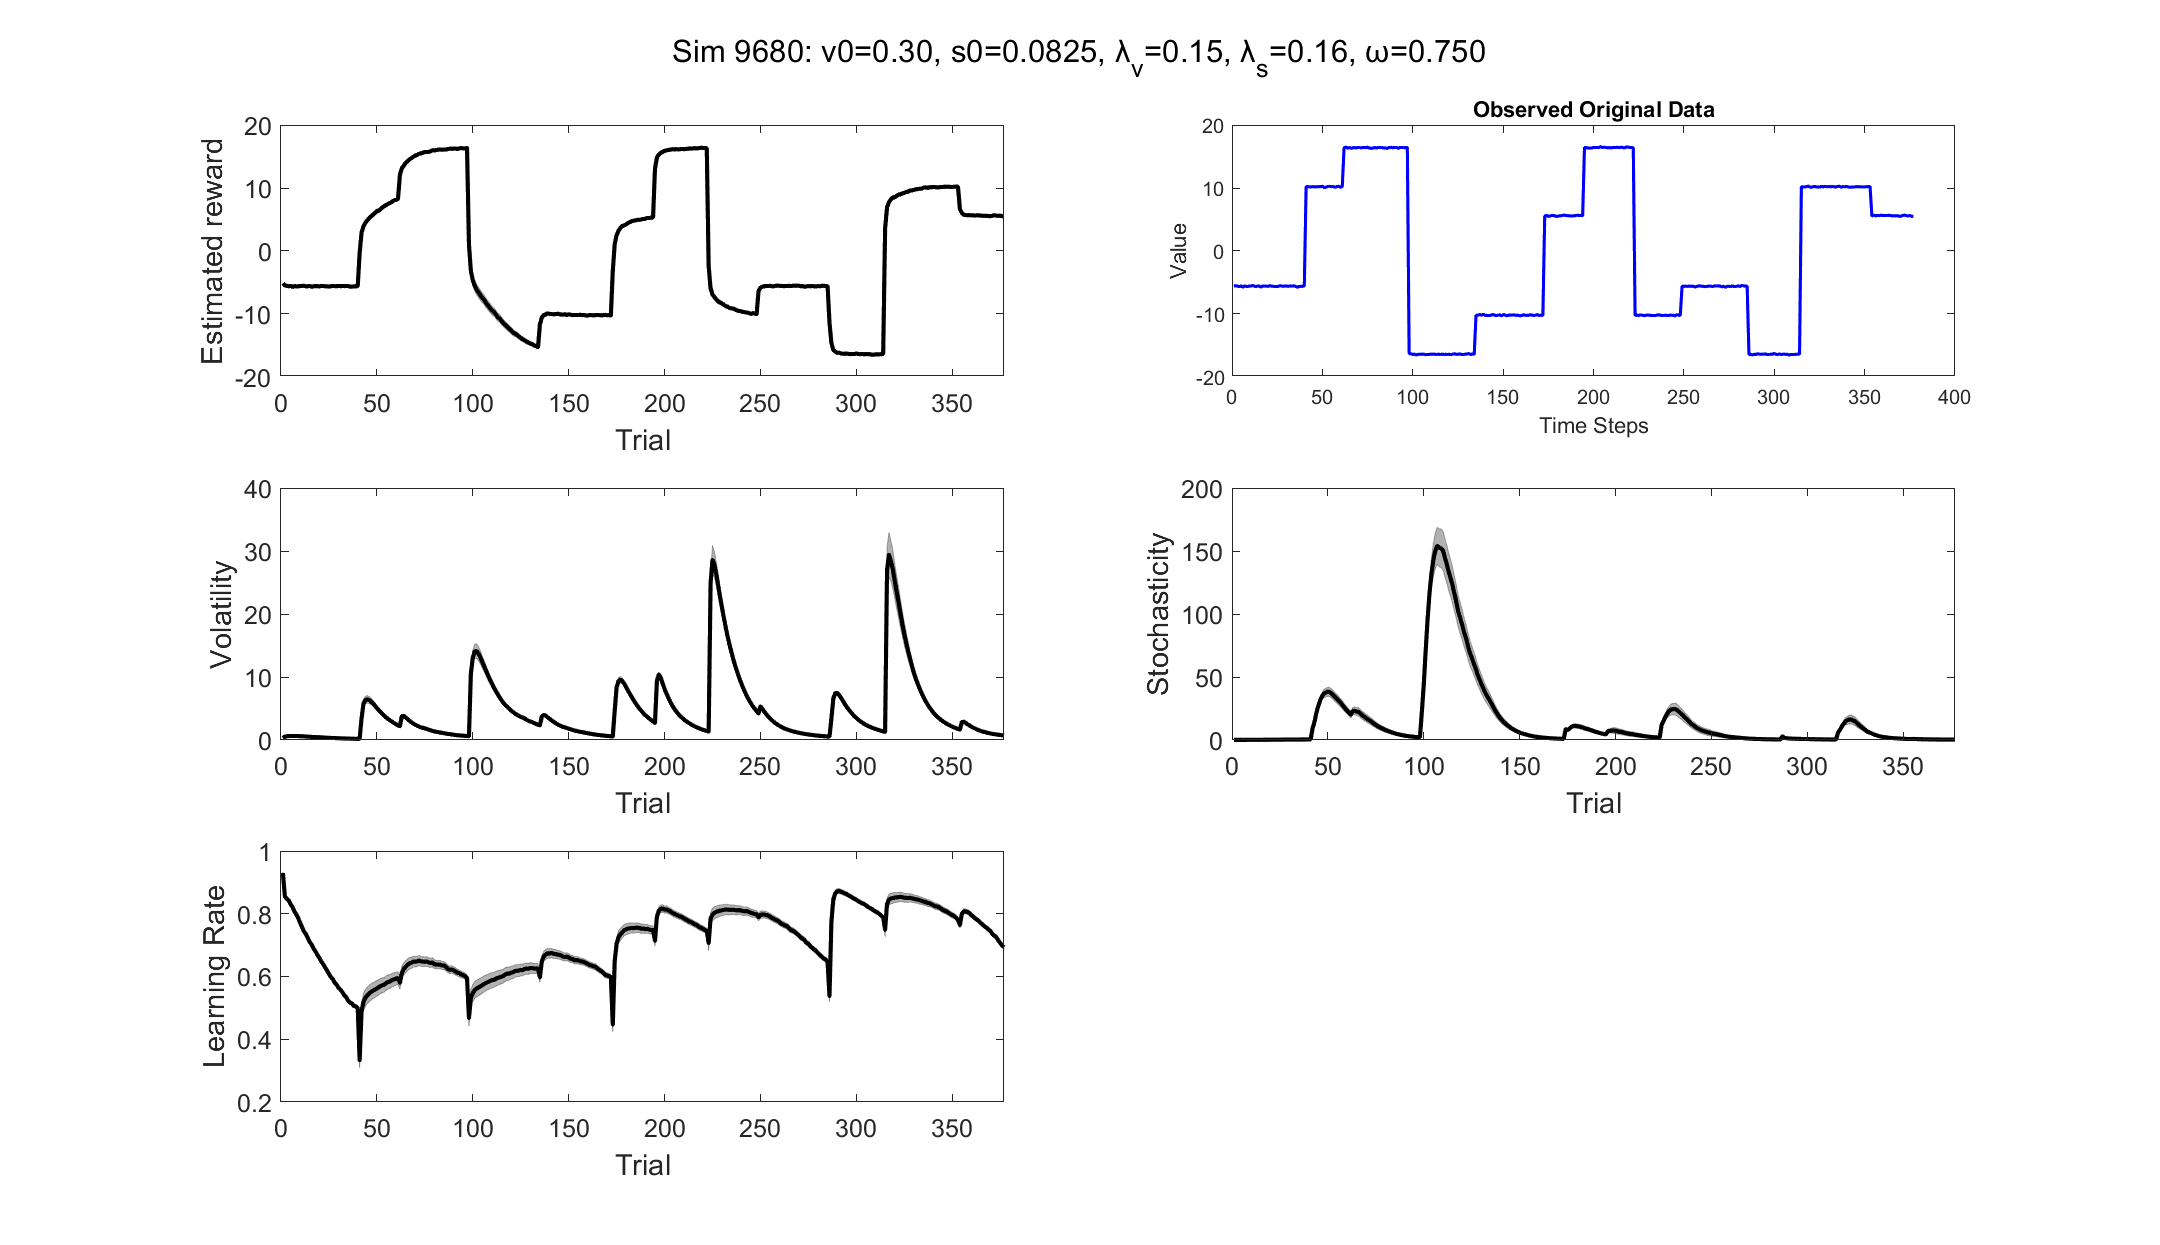 Sim 9680: v0=0.30, s0=0.0825, λ_v=0.15, λ_s=0.16, ω=0.750
20
10
0
-10
-20
Estimated reward
0 50 100 150 200 250 300 350
Trial
Observed Original Data
20
10
0
-10
-20
Value
0 50 100 150 200 250 300 350 400
Time Steps
40
30
20
10
0
Volatility
0 50 100 150 200 250 300 350
Trial
200
150
100
50
0
Stochasticity
0 50 100 150 200 250 300 350
Trial
1
0.8
0.6
0.4
0.2
Learning Rate
0 50 100 150 200 250 300 350
Trial